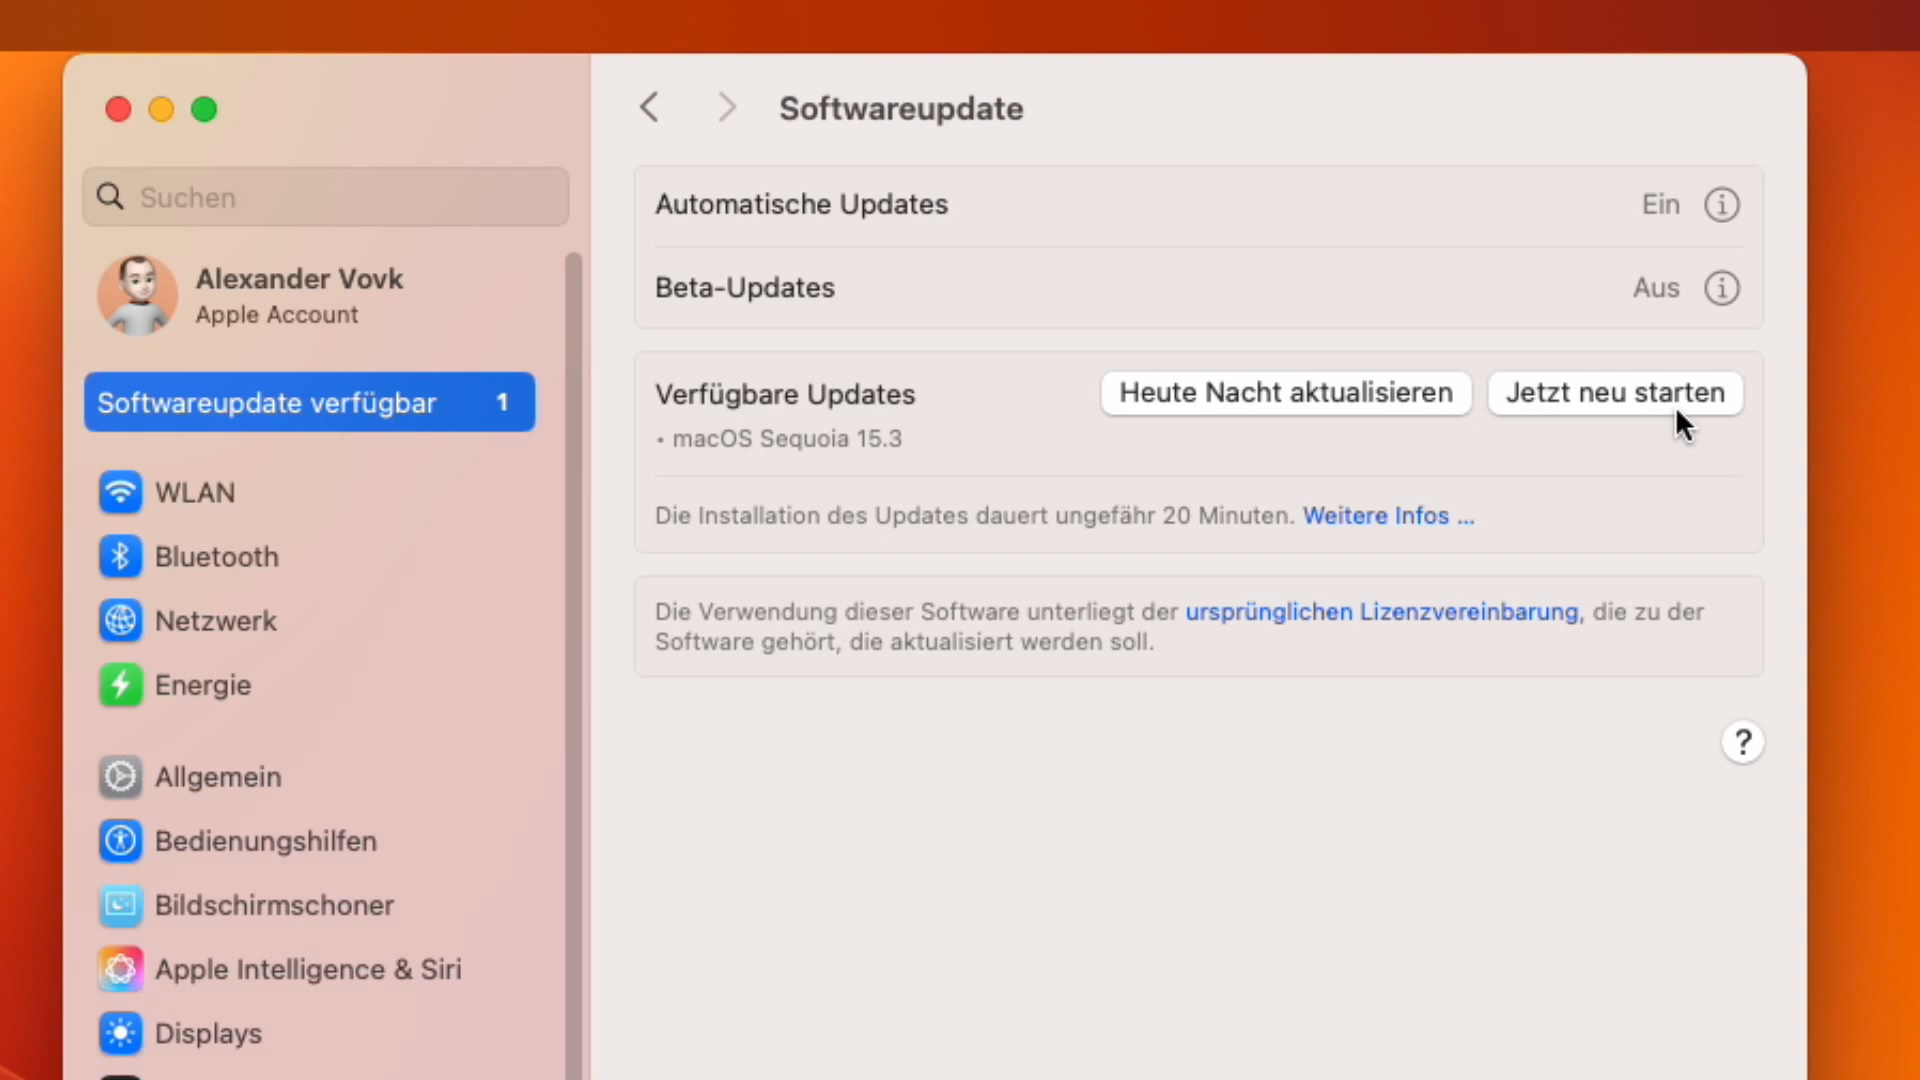 Suchen
Alexander Vovk
Apple Account
Softwareupdate verfügbar 1
WLAN
Bluetooth
Netzwerk
Energie
Allgemein
Bedienungshilfen
Bildschirmschoner
Apple Intelligence & Siri
Displays
Softwareupdate
Automatische Updates Ein
Beta-Updates Aus
Verfügbare Updates Heute Nacht aktualisieren Jetzt neu starten
• macOS Sequoia 15.3
Die Installation des Updates dauert ungefähr 20 Minuten. Weitere Infos ...
Die Verwendung dieser Software unterliegt der ursprünglichen Lizenzvereinbarung, die zu der
Software gehört, die aktualisiert werden soll.
?